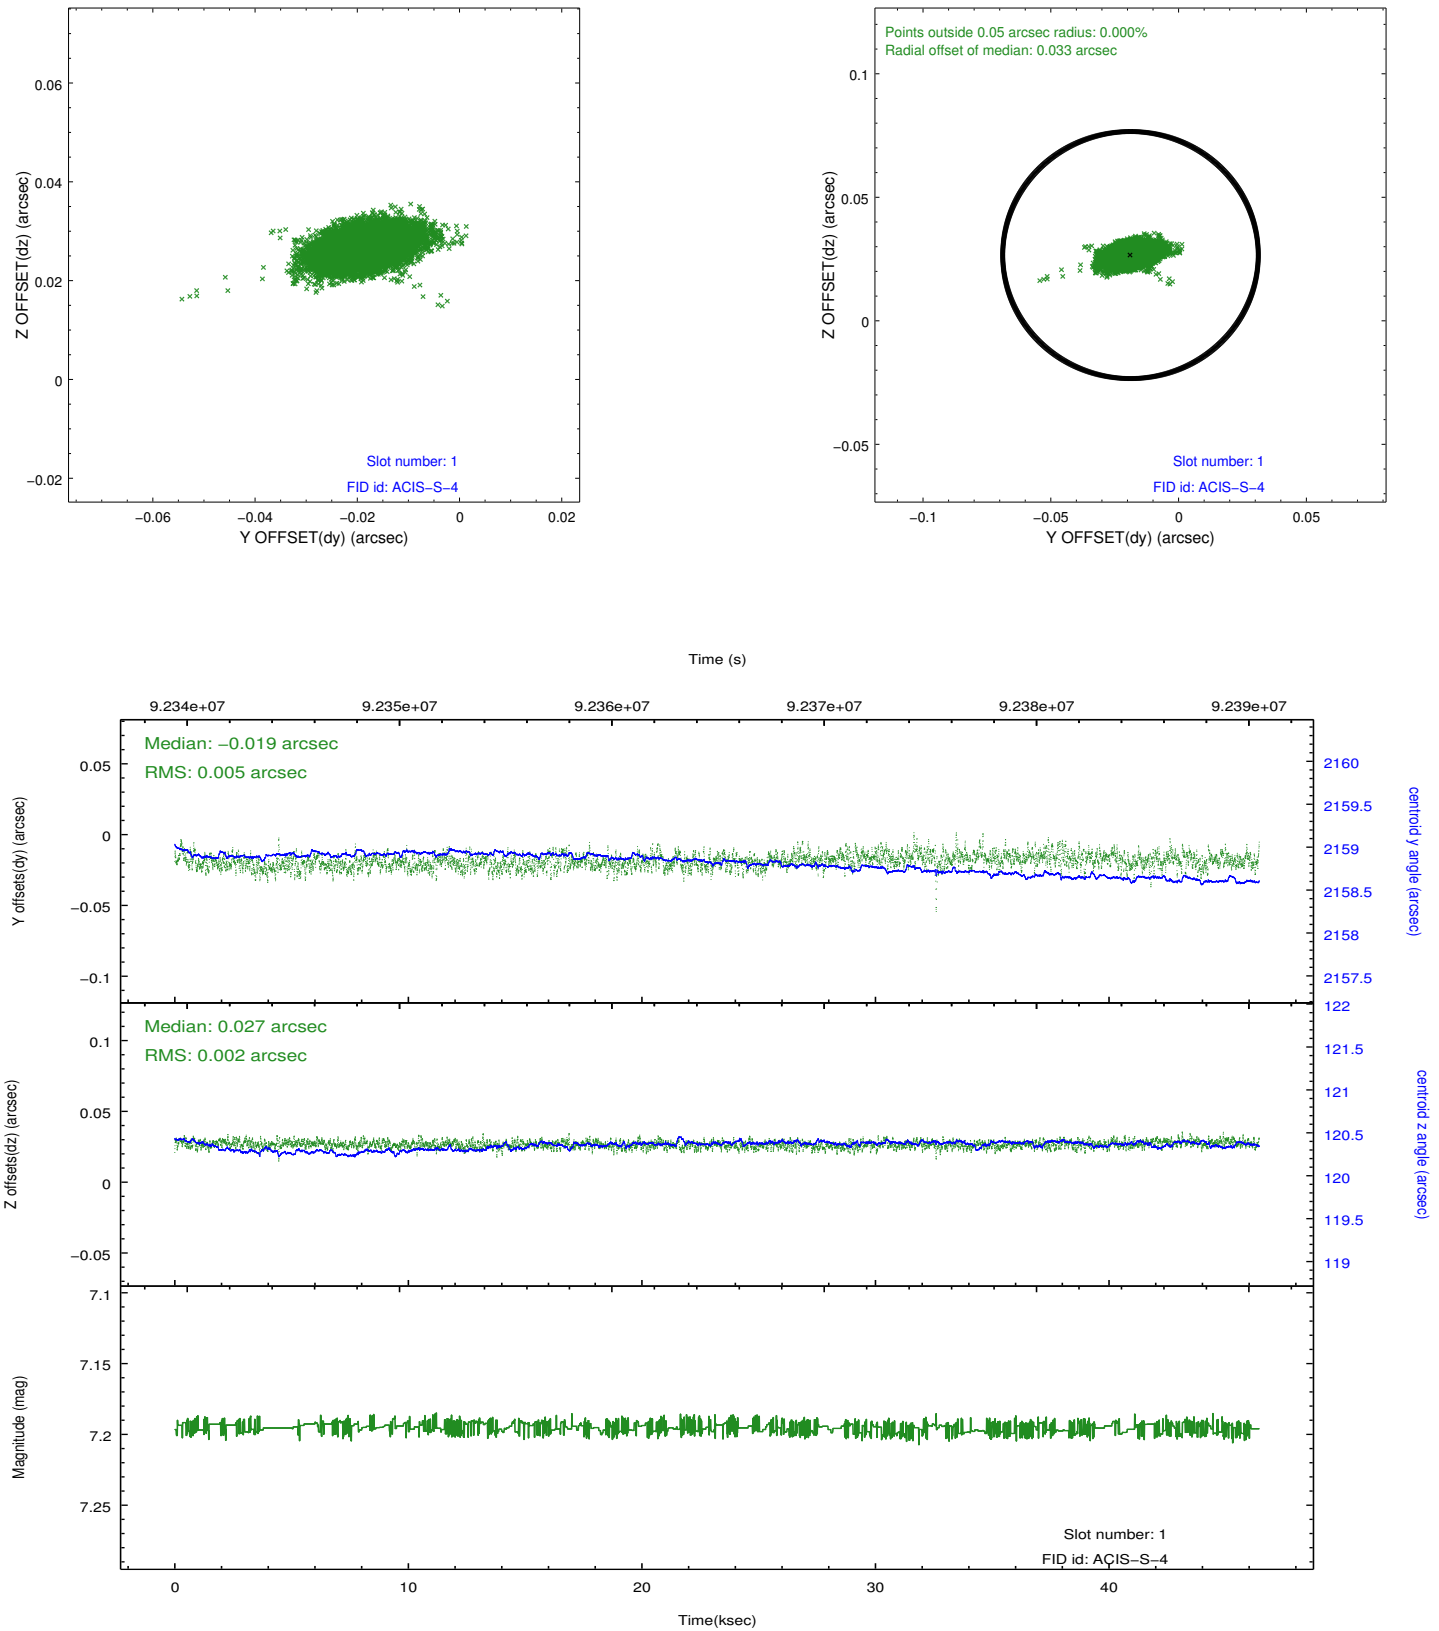 0.06
0.04
0.02
0
−0.02
Z OFFSET(dz) (arcsec)
Slot number: 1
FID id: ACIS−S−4
−0.06
−0.04
−0.02
0
0.02
Y OFFSET(dy) (arcsec)
Points outside 0.05 arcsec radius: 0.000%
Radial offset of median: 0.033 arcsec
0.1
0.05
0
−0.05
Z OFFSET(dz) (arcsec)
Slot number: 1
FID id: ACIS−S−4
−0.1
−0.05
0
0.05
Y OFFSET(dy) (arcsec)
Time (s)
9.234e+07
9.235e+07
9.236e+07
9.237e+07
9.238e+07
9.239e+07
Median: −0.019 arcsec
RMS: 0.005 arcsec
0.05
0
−0.05
−0.1
Y offsets(dy) (arcsec)
2160
2159.5
2159
2158.5
2158
2157.5
centroid y angle (arcsec)
Median: 0.027 arcsec
RMS: 0.002 arcsec
0.1
0.05
0
−0.05
Z offsets(dz) (arcsec)
122
121.5
121
120.5
120
119.5
119
centroid z angle (arcsec)
7.1
7.15
7.2
7.25
Magnitude (mag)
Slot number: 1
FID id: ACIS−S−4
0
10
20
30
40
Time(ksec)